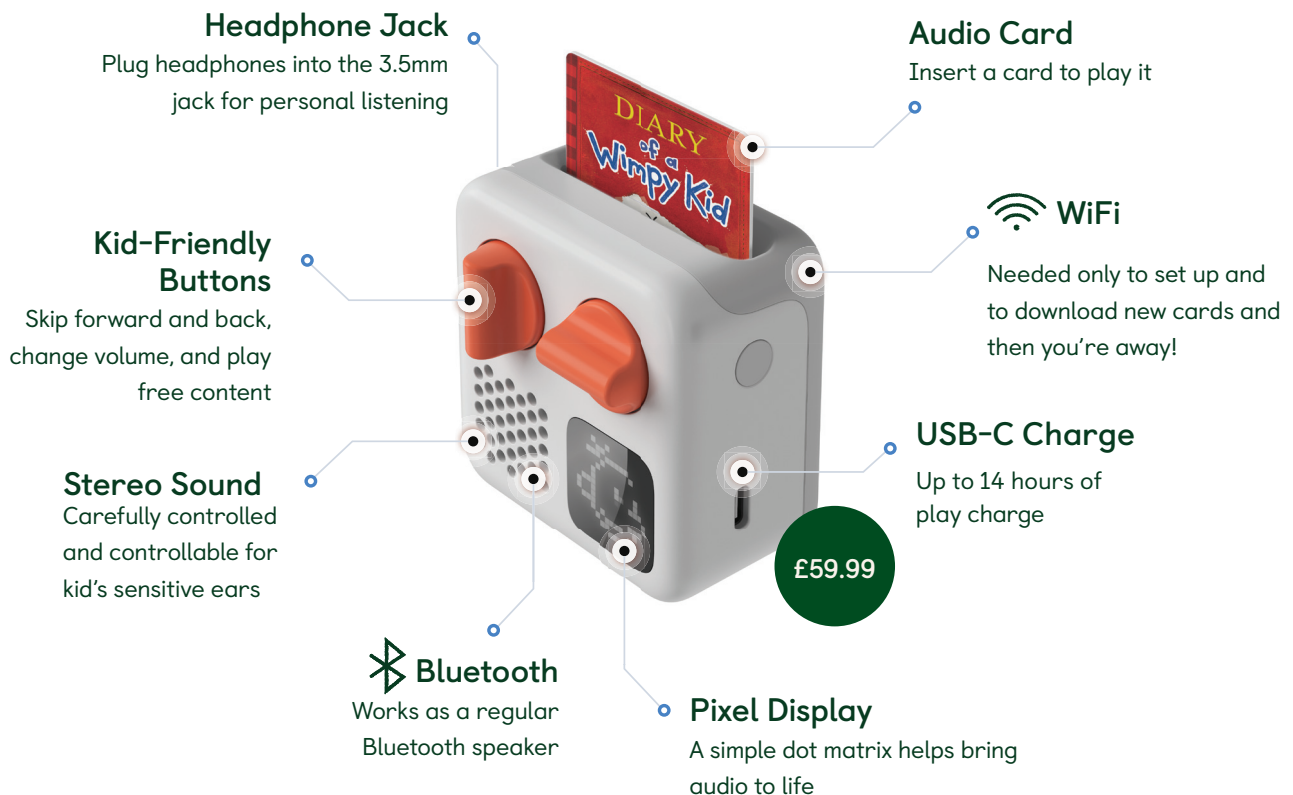 Headphone Jack
Plug headphones into the 3.5mm
jack for personal listening
Audio Card
Insert a card to play it
DIARY
of a
Wimpy Kid
WiFi
Needed only to set up and
to download new cards and
then you're away!
Kid-Friendly
Buttons
Skip forward and back,
change volume, and play
free content
USB-C Charge
Up to 14 hours of
play charge
Stereo Sound
Carefully controlled
and controllable for
kid's sensitive ears
£59.99
Bluetooth
Works as a regular
Bluetooth speaker
Pixel Display
A simple dot matrix helps bring
audio to life